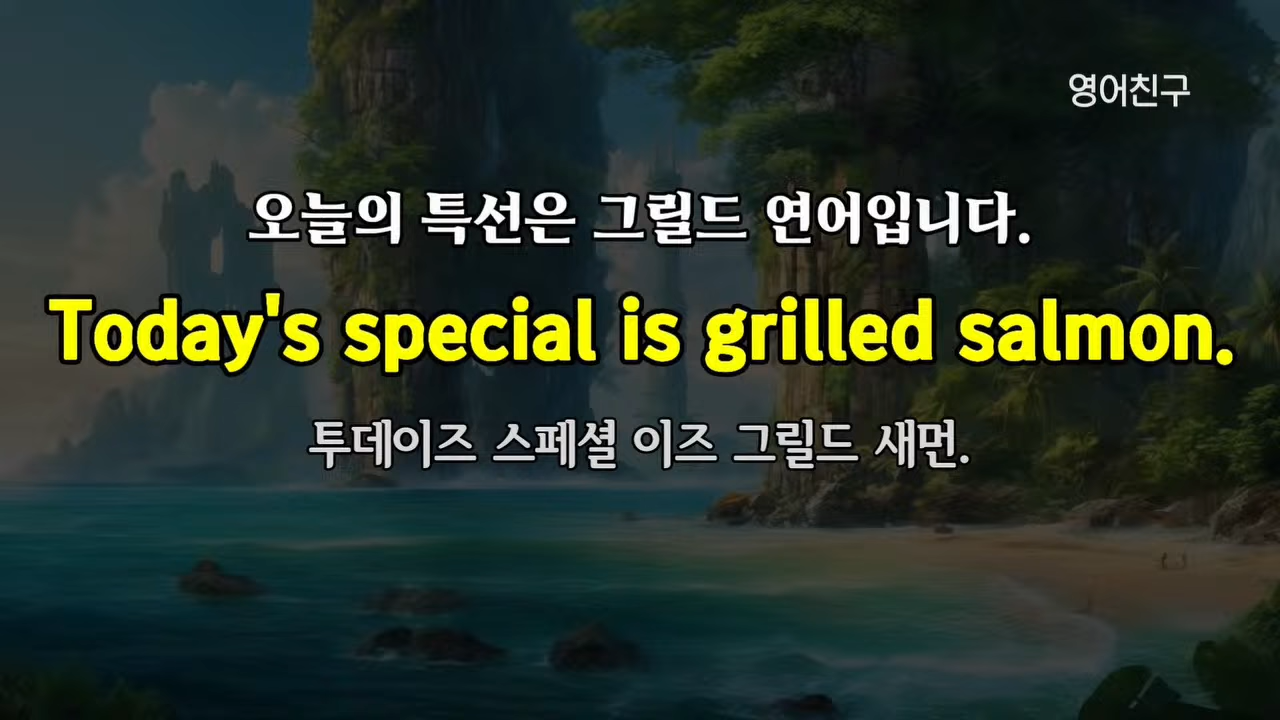 영어친구
오늘의 특선은 그릴드 연어입니다.
Today's special is grilled salmon.
투데이즈 스페셜 이즈 그릴드 새먼.